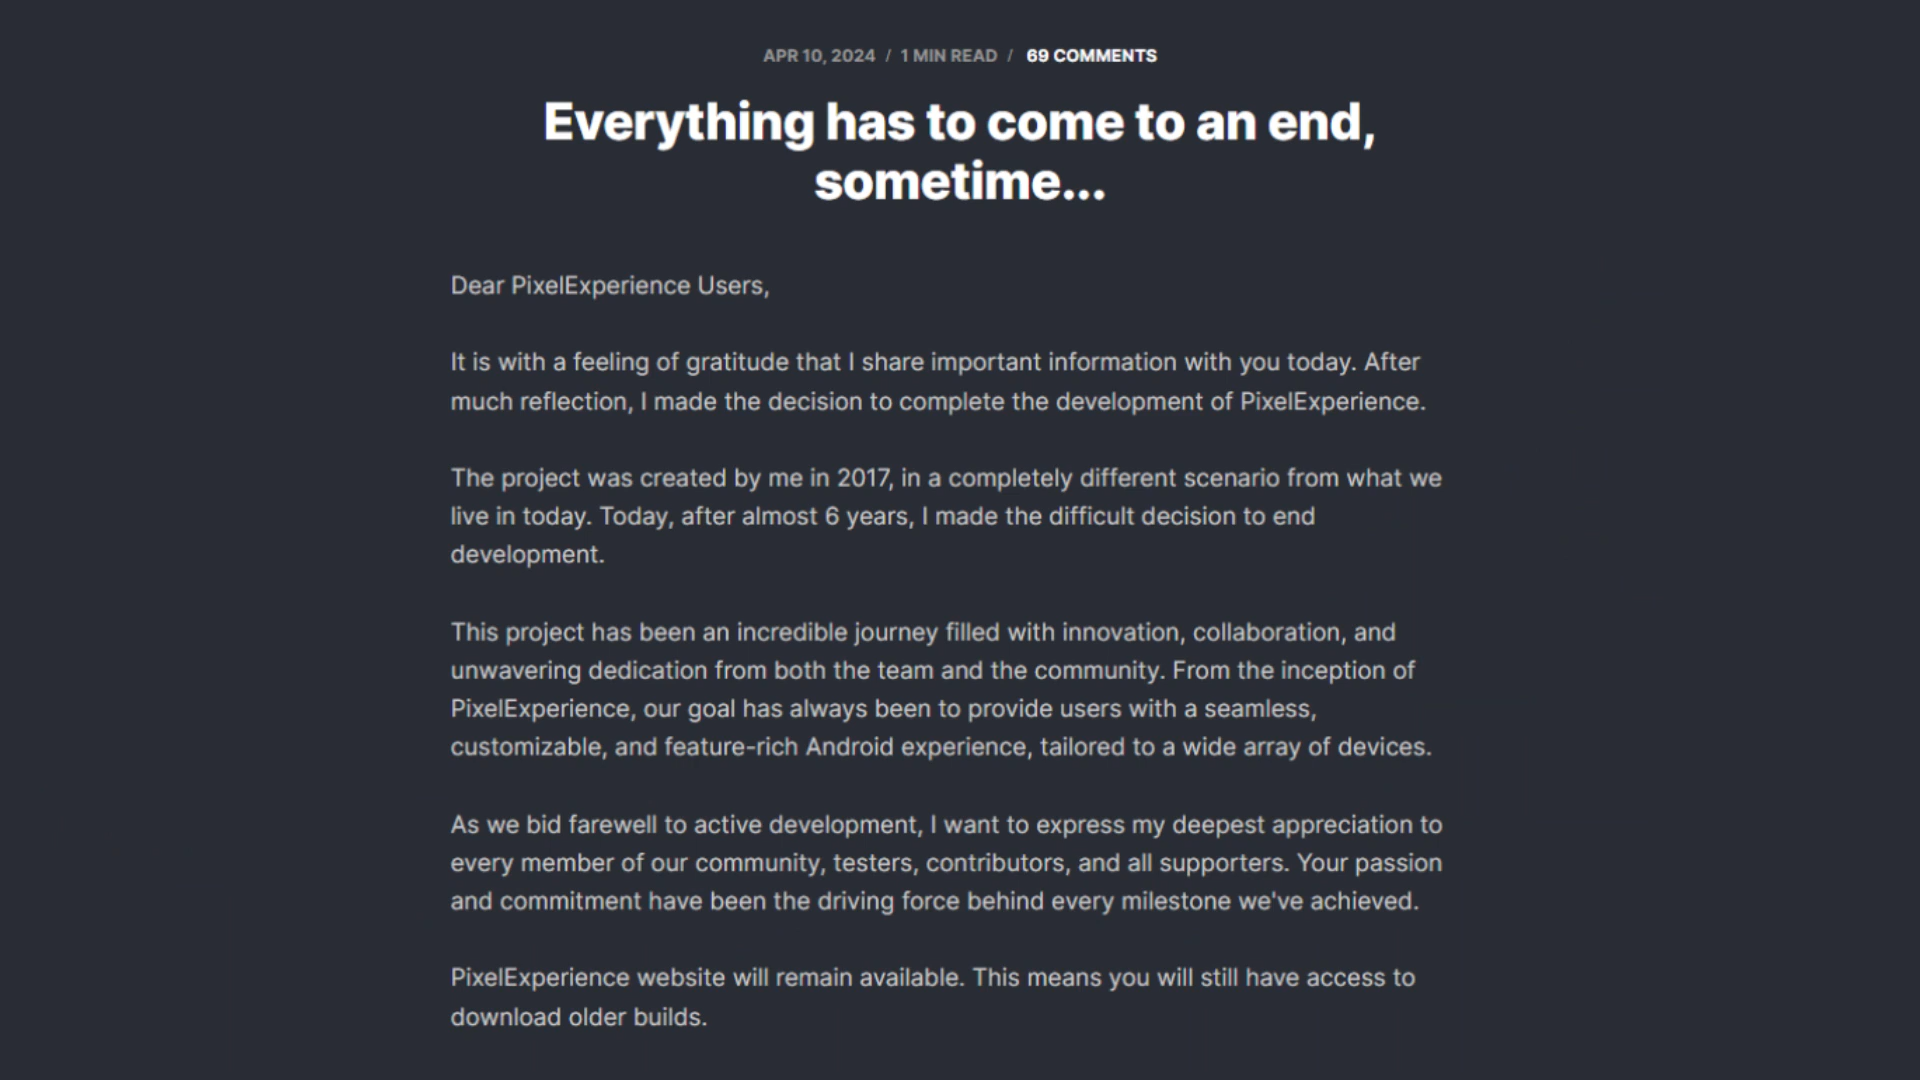 APR 10, 2024 / 1 MIN READ / 69 COMMENTS
Everything has to come to an end,
sometime...
Dear PixelExperience Users,
It is with a feeling of gratitude that I share important information with you today. After
much reflection, I made the decision to complete the development of PixelExperience.
The project was created by me in 2017, in a completely different scenario from what we
live in today. Today, after almost 6 years, I made the difficult decision to end
development.
This project has been an incredible journey filled with innovation, collaboration, and
unwavering dedication from both the team and the community. From the inception of
PixelExperience, our goal has always been to provide users with a seamless,
customizable, and feature-rich Android experience, tailored to a wide array of devices.
As we bid farewell to active development, I want to express my deepest appreciation to
every member of our community, testers, contributors, and all supporters. Your passion
and commitment have been the driving force behind every milestone we've achieved.
PixelExperience website will remain available. This means you will still have access to
download older builds.